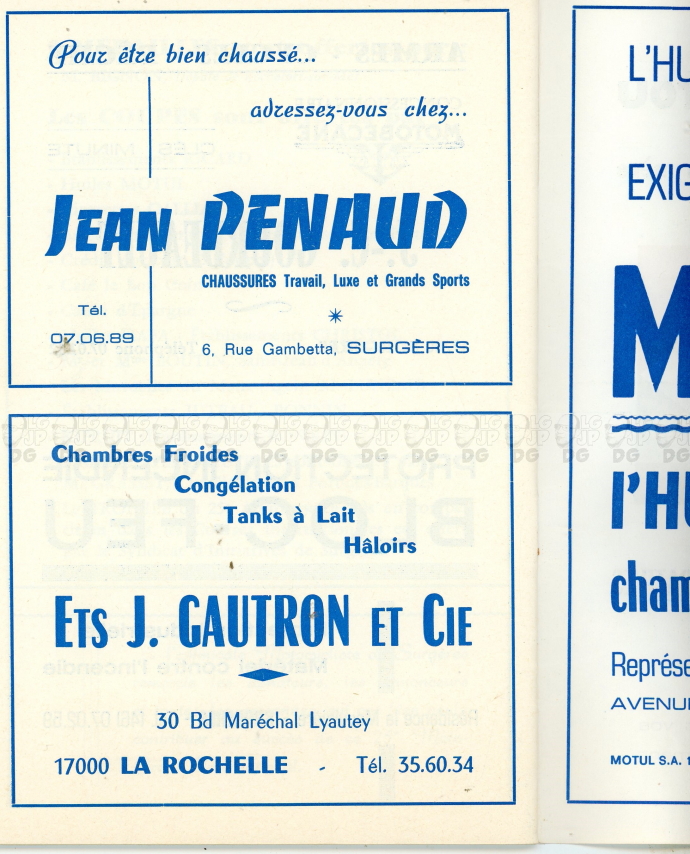 Pour être bien chaussé...
adressez-vous chez...
JEAN PENAUD
CHAUSSURES Travail, Luxe et Grands Sports
Tél.
07.06.89
6, Rue Gambetta, SURGÈRES
Chambres Froides
Congélation
Tanks à Lait
Hâloirs
ETS J. GAUTRON ET CIE
30 Bd Maréchal Lyautey
17000 LA ROCHELLE - Tél. 35.60.34
L'HU
EXIG
M
l'HU
cham
Représe
AVENU
MOTUL S.A. 1